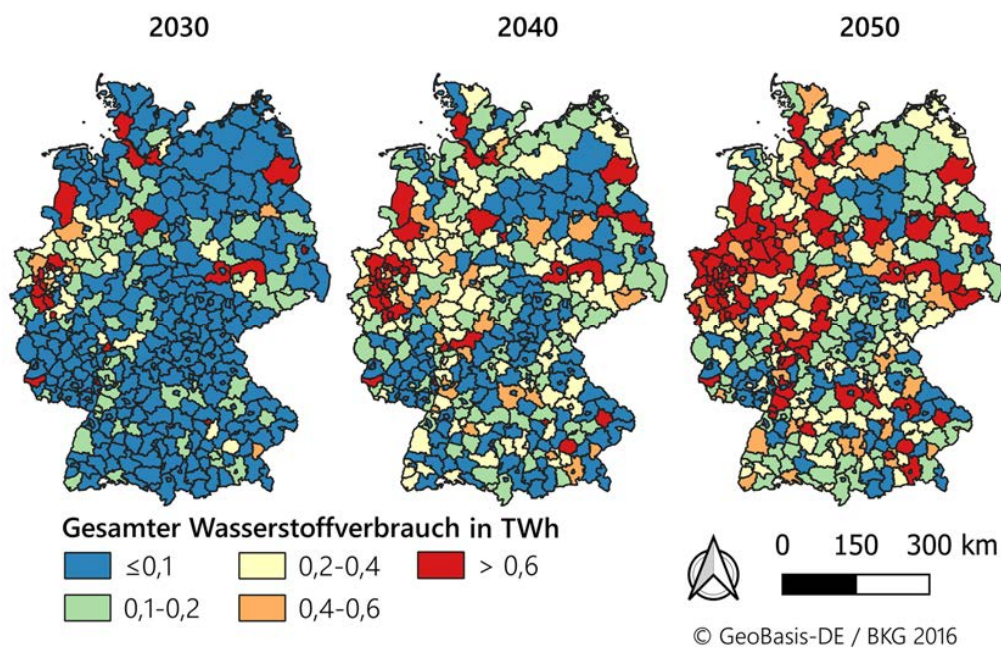 2030 2040 2050
Gesamter Wasserstoffverbrauch in TWh
≤0,1 0,2-0,4 > 0,6
0,1-0,2 0,4-0,6
0 150 300 km
© GeoBasis-DE / BKG 2016